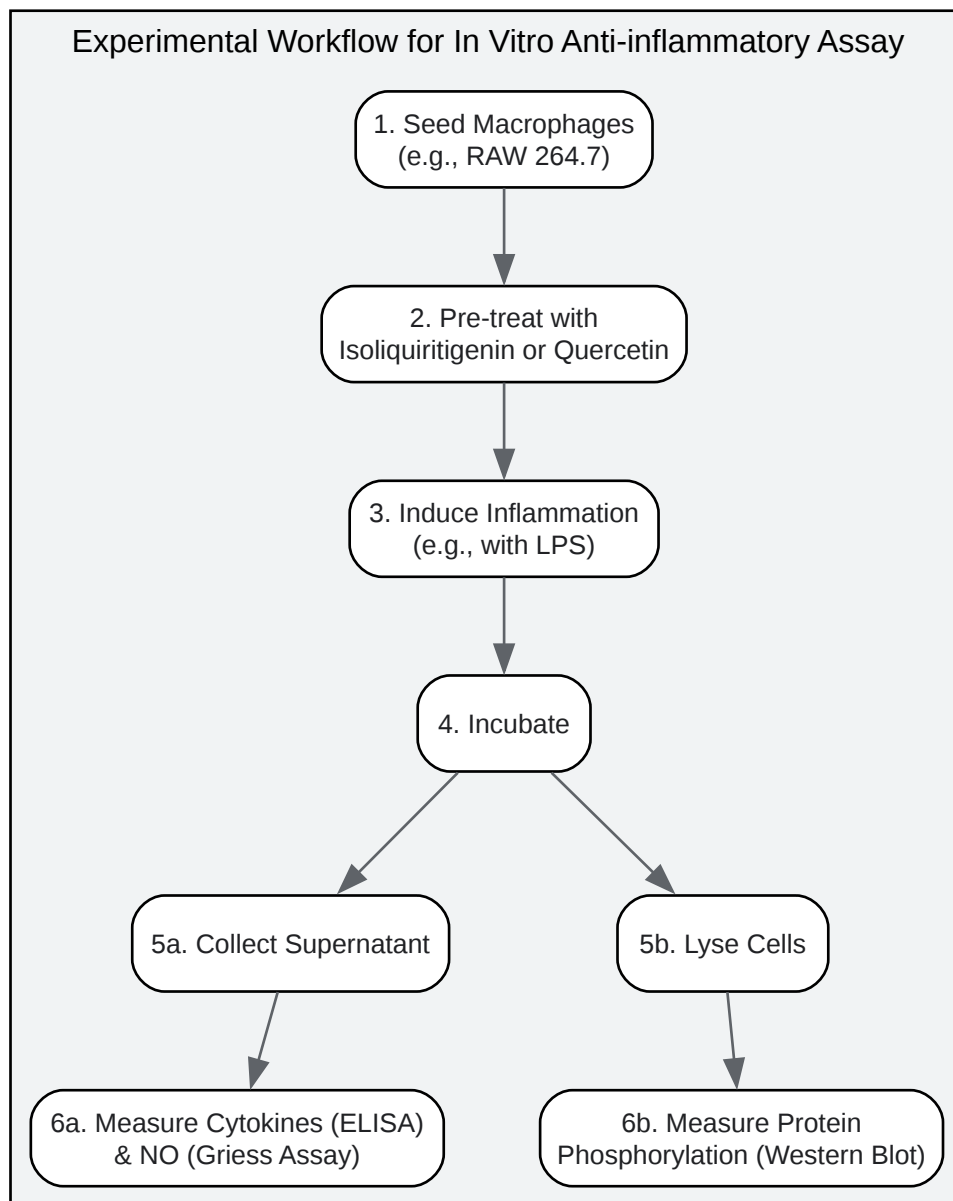 Experimental Workflow for In Vitro Anti-inflammatory Assay
1. Seed Macrophages
(e.g., RAW 264.7)
2. Pre-treat with
Isoliquiritigenin or Quercetin
3. Induce Inflammation
(e.g., with LPS)
4. Incubate
5a. Collect Supernatant
5b. Lyse Cells
6a. Measure Cytokines (ELISA)
& NO (Griess Assay)
6b. Measure Protein
Phosphorylation (Western Blot)